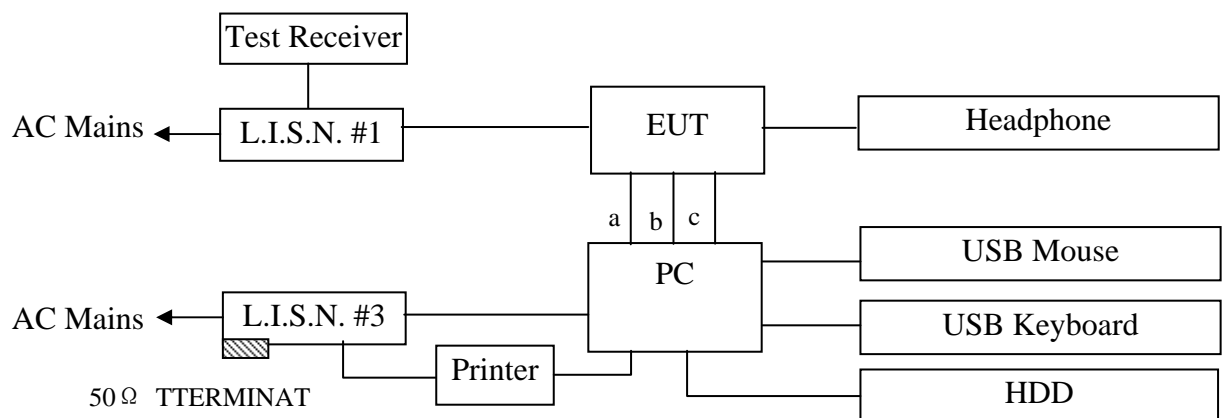 Test Receiver
AC Mains
L.I.S.N. #1
EUT
Headphone
a
b
c
PC
USB Mouse
AC Mains
L.I.S.N. #3
USB Keyboard
Printer
HDD
50Ω TTERMINAT